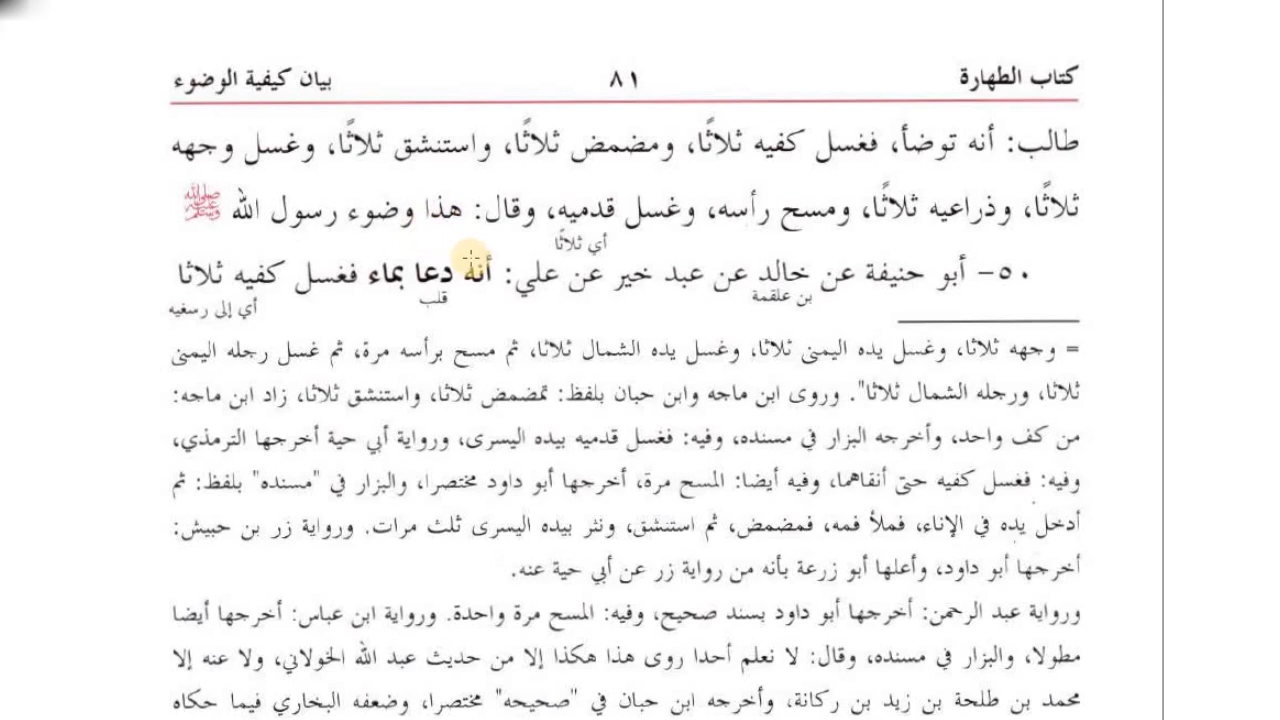 كتاب الطهارة ٨١ بيان كيفية الوضوء
طالب: أنه توضأ، فغسل كفيه ثلاثًا، ومضمض ثلاثًا، واستنشق ثلاثًا، وغسل وجهه
ثلاثًا، وذراعيه ثلاثًا، ومسح رأسه، وغسل قدميه، وقال: هذا وضوء رسول الله ﷺ
أي ثلاثًا
٥٠- أبو حنيفة عن خالد عن عبد خير عن علي: أنه دعا بماء فغسل كفيه ثلاثا
بن علقمة قلب أي إلى رسغيه
= وجهه ثلاثا، وغسل يده اليمنى ثلاثا، وغسل يده الشمال ثلاثا، ثم مسح برأسه مرة، ثم غسل رجله اليمنى
ثلاثا، ورجله الشمال ثلاثا". وروى ابن ماجه وابن حبان بلفظ: تمضمض ثلاثا، واستنشق ثلاثا، زاد ابن ماجه:
من كف واحد، وأخرجه البزار في مسنده، وفيه: فغسل قدميه بيده اليسرى، ورواية أبي حية أخرجها الترمذي،
وفيه: فغسل كفيه حتى أنقاهما، وفيه أيضا: المسح مرة، أخرجها أبو داود مختصرا، والبزار في "مسنده" بلفظ: ثم
أدخل يده في الإناء، فملأ فمه، فمضمض، ثم استنشق، ونثر بيده اليسرى ثلث مرات. ورواية زر بن حبيش:
أخرجها أبو داود، وأعلها أبو زرعة بأنه من رواية زر عن أبي حية عنه.
ورواية عبد الرحمن: أخرجها أبو داود بسند صحيح، وفيه: المسح مرة واحدة. ورواية ابن عباس: أخرجها أيضا
مطولا، والبزار في مسنده، وقال: لا نعلم أحدا روى هذا هكذا إلا من حديث عبد الله الخولاني، ولا عنه إلا
محمد بن طلحة بن زيد بن ركانة، وأخرجه ابن حبان في "صحيحه" مختصرا، وضعفه البخاري فيما حكاه